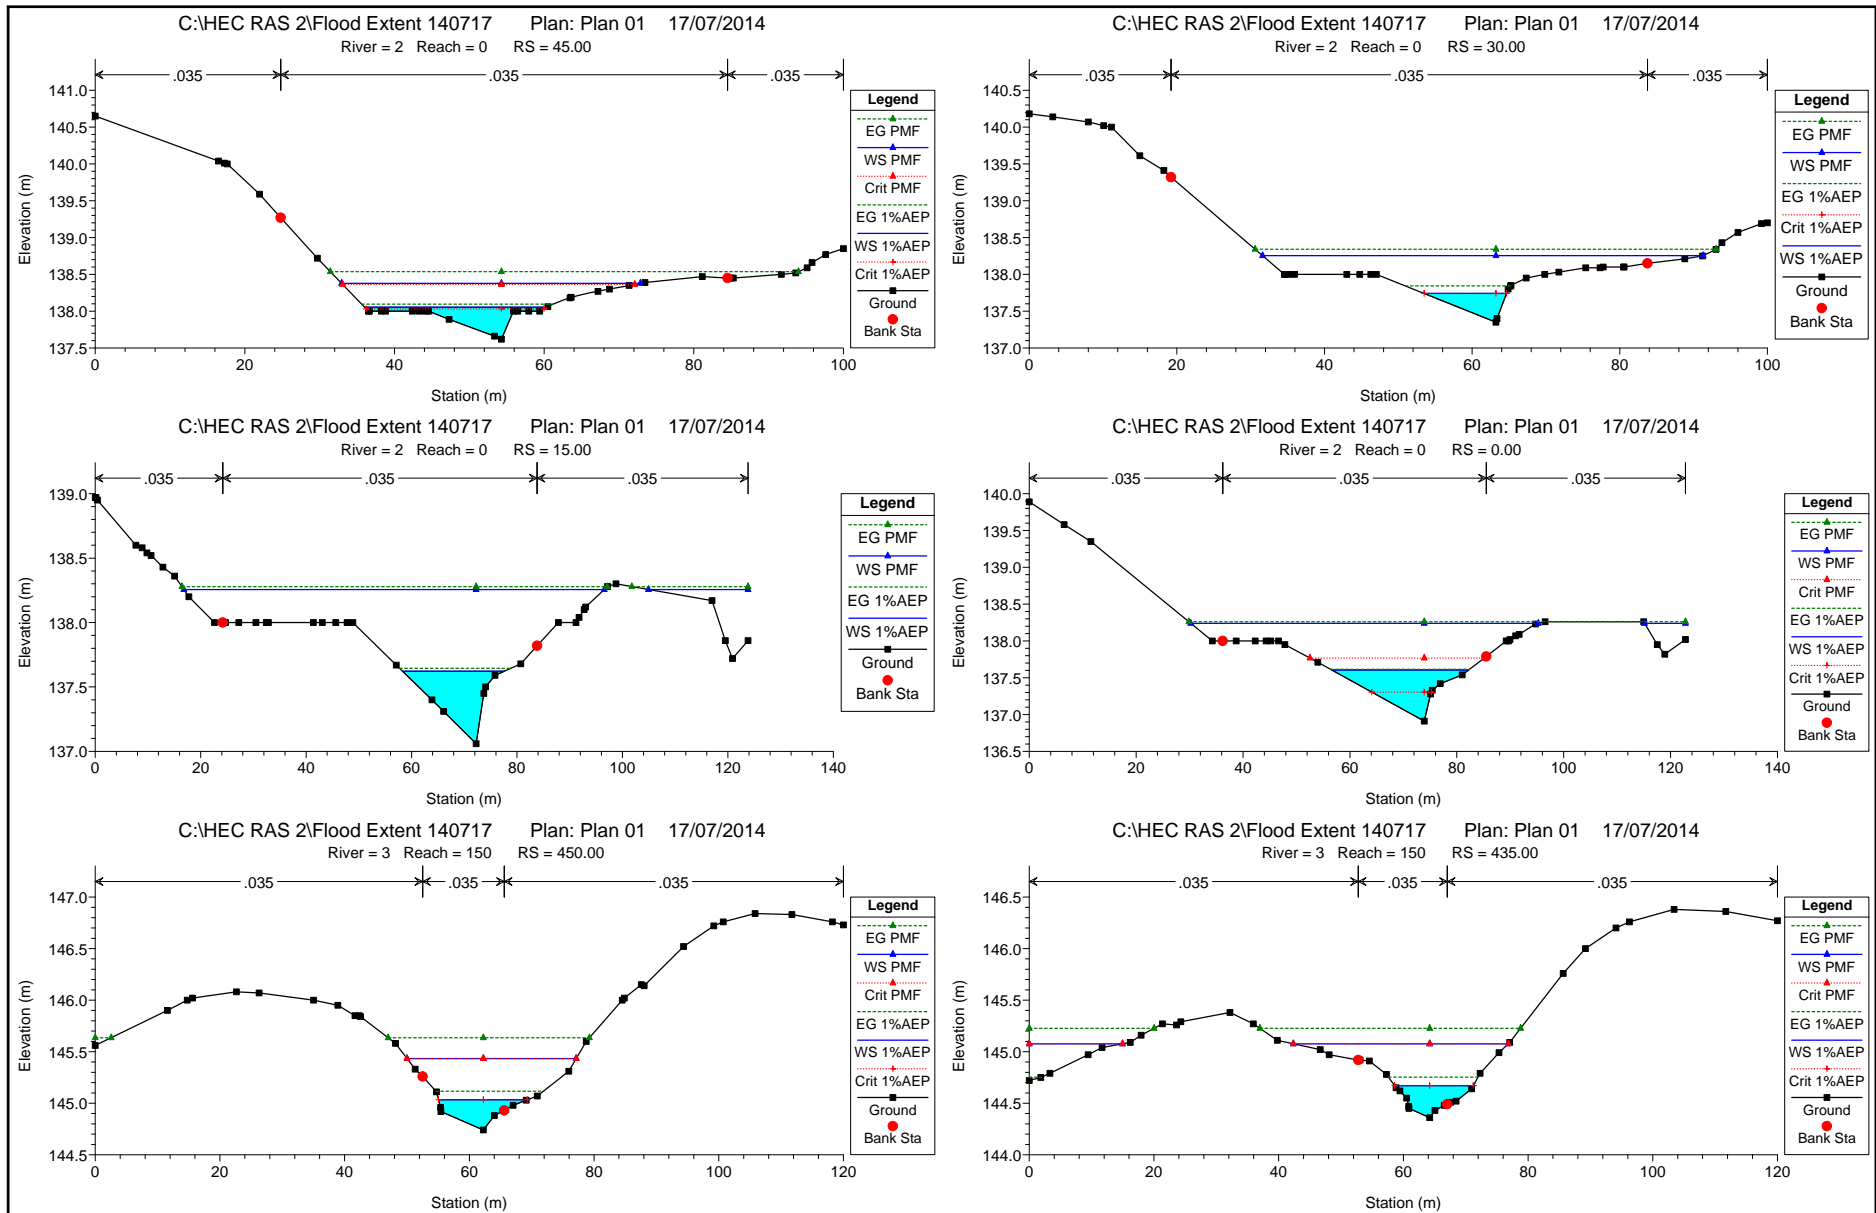 C:\HEC RAS 2\Flood Extent 140717 Plan: Plan 01 17/07/2014
River = 2 Reach = 0 RS = 45.00
.035 .035 .035
141.0
140.5
140.0
139.5
139.0
138.5
138.0
137.5
Elevation (m)
0 20 40 60 80 100
Station (m)
Legend
EG PMF
WS PMF
Crit PMF
EG 1%AEP
WS 1%AEP
Crit 1%AEP
Ground
Bank Sta
C:\HEC RAS 2\Flood Extent 140717 Plan: Plan 01 17/07/2014
River = 2 Reach = 0 RS = 30.00
.035 .035 .035
140.5
140.0
139.5
139.0
138.5
138.0
137.5
137.0
Elevation (m)
0 20 40 60 80 100
Station (m)
Legend
EG PMF
WS PMF
EG 1%AEP
Crit 1%AEP
WS 1%AEP
Ground
Bank Sta
C:\HEC RAS 2\Flood Extent 140717 Plan: Plan 01 17/07/2014
River = 2 Reach = 0 RS = 15.00
.035 .035 .035
139.0
138.5
138.0
137.5
137.0
Elevation (m)
0 20 40 60 80 100 120 140
Station (m)
Legend
EG PMF
WS PMF
EG 1%AEP
WS 1%AEP
Ground
Bank Sta
C:\HEC RAS 2\Flood Extent 140717 Plan: Plan 01 17/07/2014
River = 2 Reach = 0 RS = 0.00
.035 .035 .035
140.0
139.5
139.0
138.5
138.0
137.5
137.0
136.5
Elevation (m)
0 20 40 60 80 100 120 140
Station (m)
Legend
EG PMF
WS PMF
Crit PMF
EG 1%AEP
WS 1%AEP
Crit 1%AEP
Ground
Bank Sta
C:\HEC RAS 2\Flood Extent 140717 Plan: Plan 01 17/07/2014
River = 3 Reach = 150 RS = 450.00
.035 .035 .035
147.0
146.5
146.0
145.5
145.0
144.5
Elevation (m)
0 20 40 60 80 100 120
Station (m)
Legend
EG PMF
WS PMF
Crit PMF
EG 1%AEP
WS 1%AEP
Crit 1%AEP
Ground
Bank Sta
C:\HEC RAS 2\Flood Extent 140717 Plan: Plan 01 17/07/2014
River = 3 Reach = 150 RS = 435.00
.035 .035 .035
146.5
146.0
145.5
145.0
144.5
144.0
Elevation (m)
0 20 40 60 80 100 120
Station (m)
Legend
EG PMF
WS PMF
Crit PMF
EG 1%AEP
WS 1%AEP
Crit 1%AEP
Ground
Bank Sta